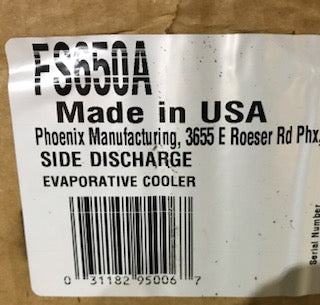 FS650A
Made in USA
Phoenix Manufacturing, 3655 E Roeser Rd Phx,
SIDE DISCHARGE
EVAPORATIVE COOLER
0 31182 95006 7
Serial Number